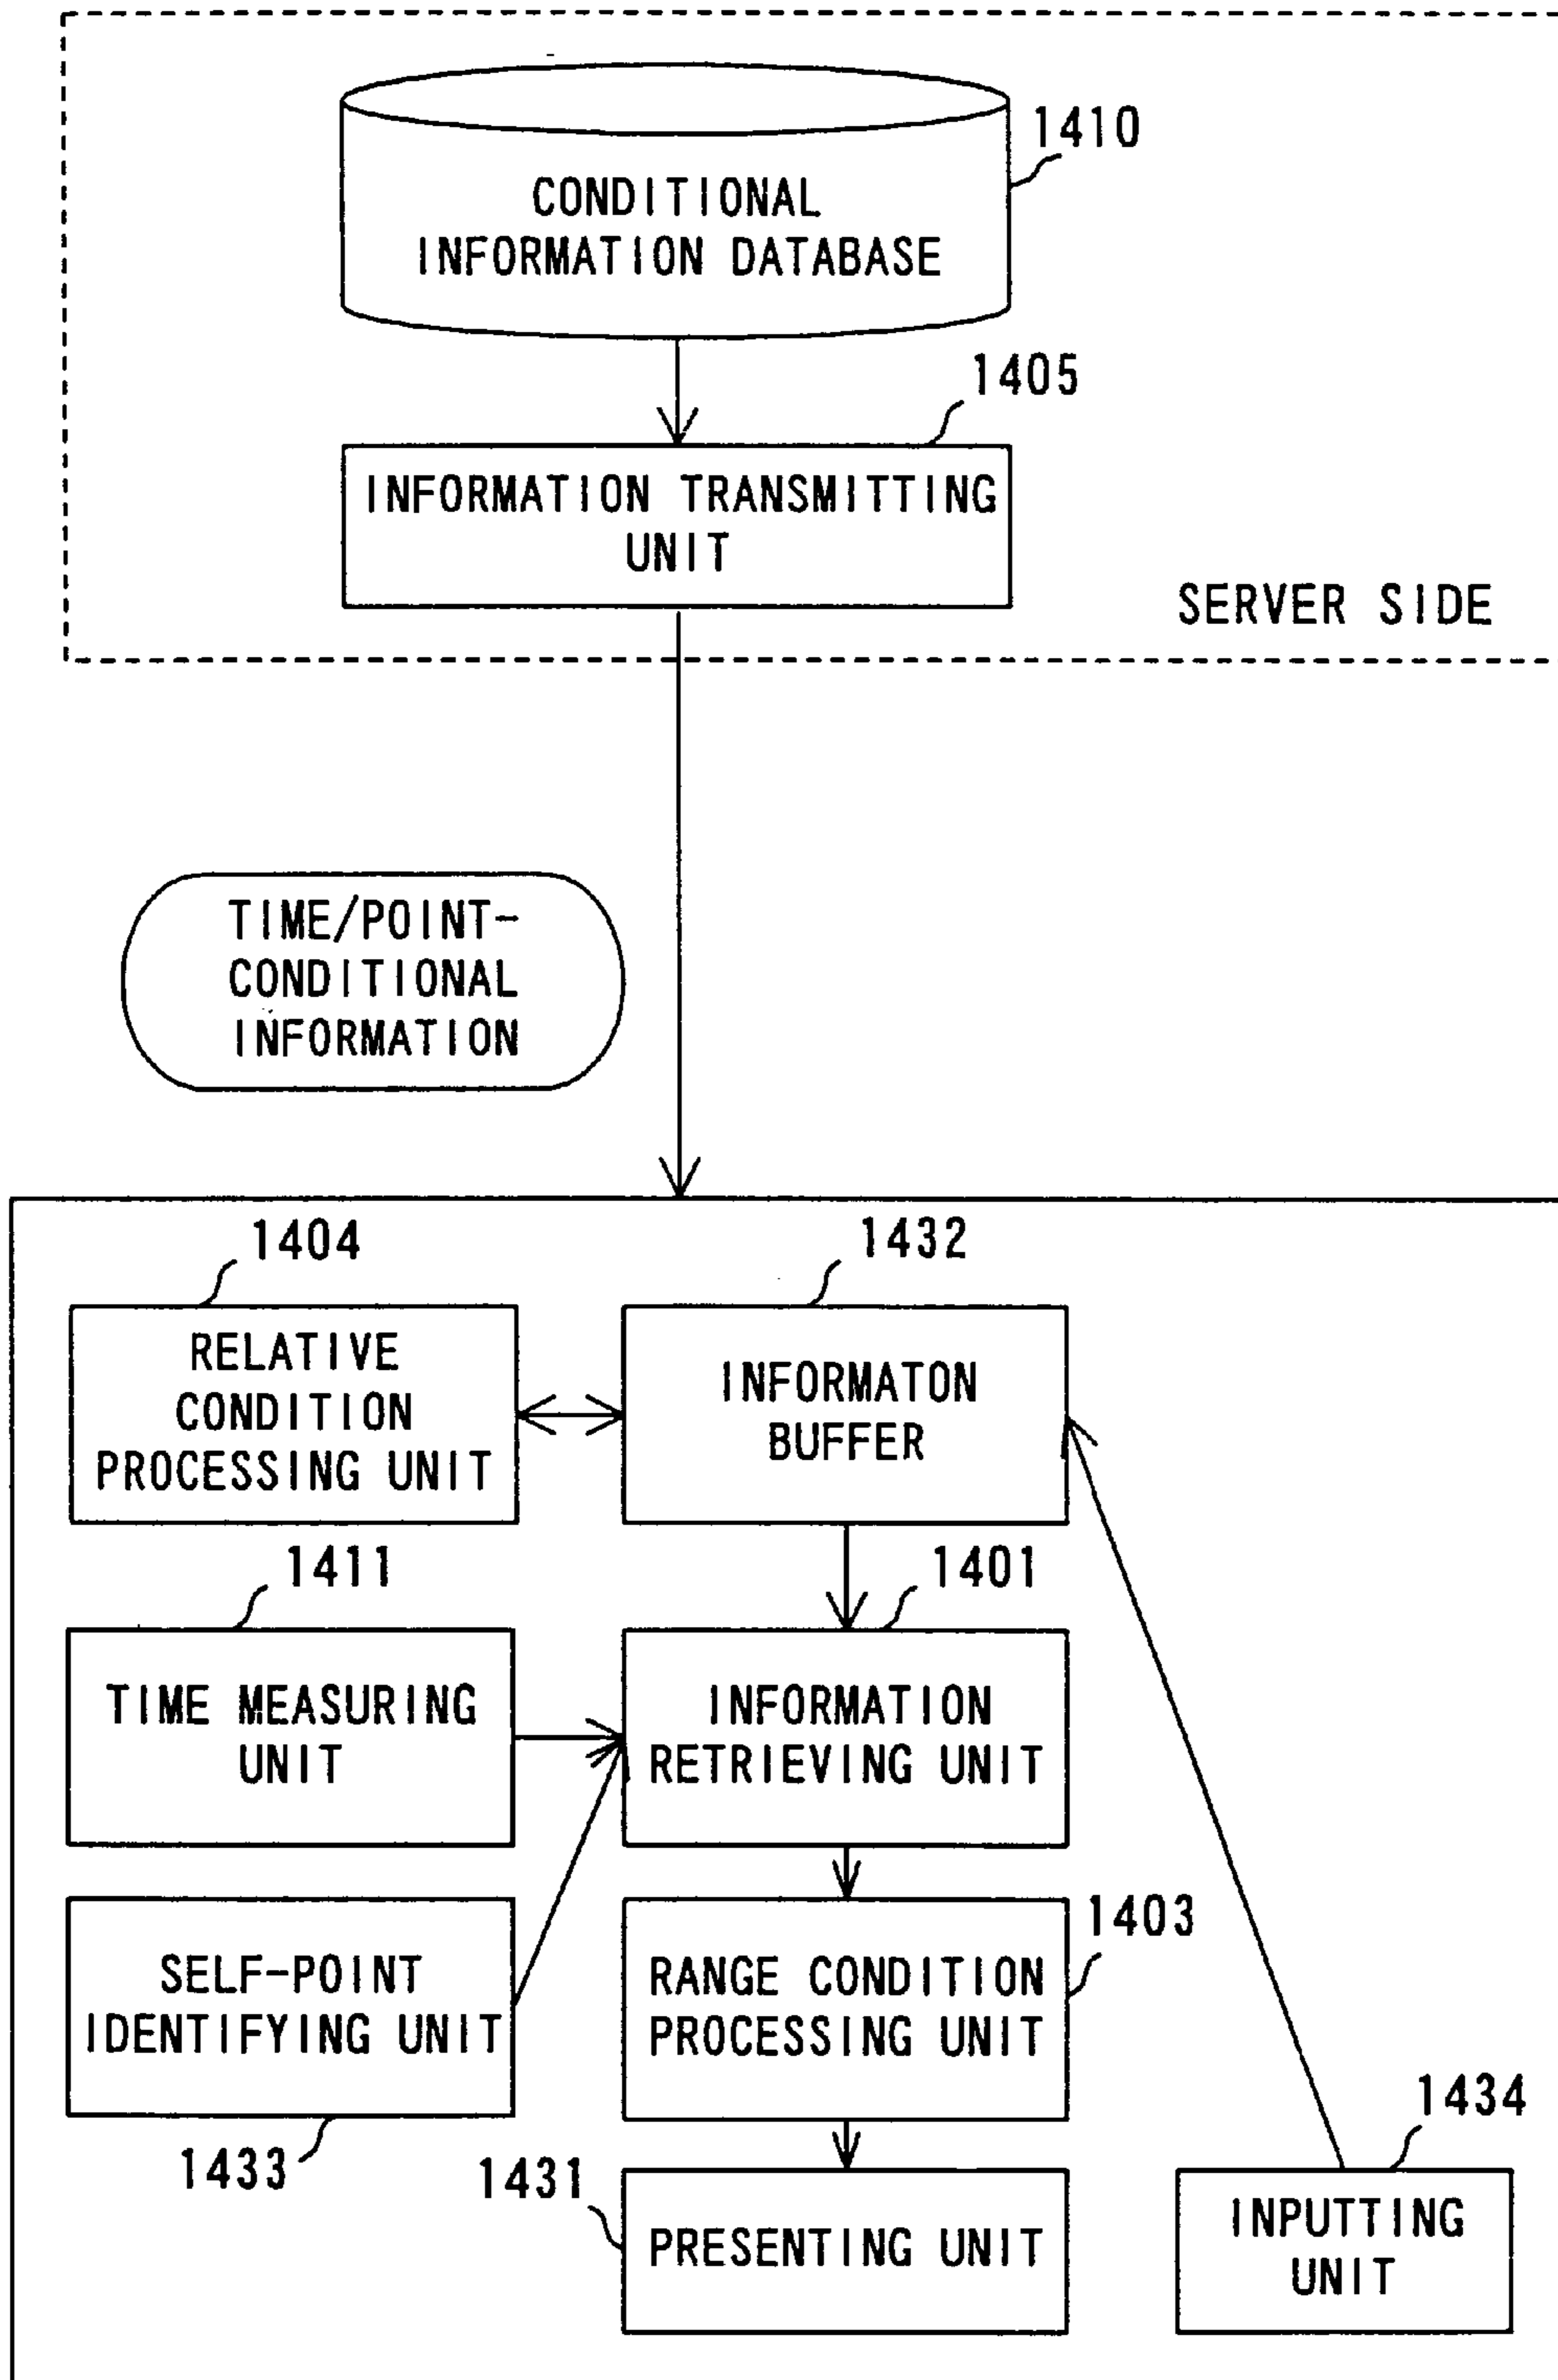 1410
CONDITIONAL
INFORMATION DATABASE
1405
INFORMATION TRANSMITTING
UNIT
SERVER SIDE
TIME/POINT-
CONDITIONAL
INFORMATION
1404
RELATIVE
CONDITION
PROCESSING UNIT
1432
INFORMATON
BUFFER
1411
TIME MEASURING
UNIT
1401
INFORMATION
RETRIEVING UNIT
SELF-POINT
IDENTIFYING UNIT
1433
1403
RANGE CONDITION
PROCESSING UNIT
1431
PRESENTING UNIT
1434
INPUTTING
UNIT